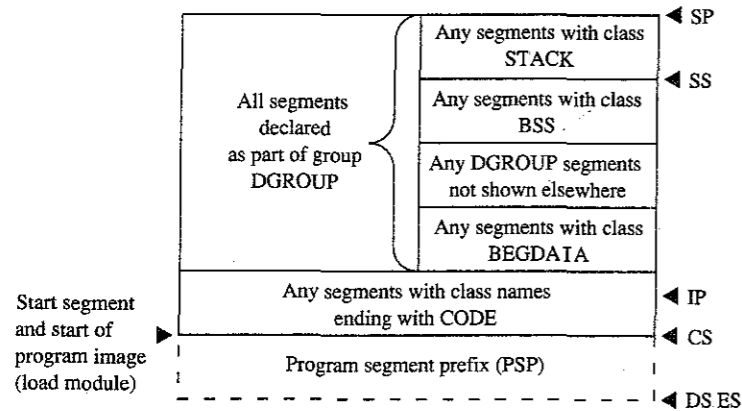 SP
Any segments with class
STACK
SS
All segments
declared
as part of group
DGROUP
Any segments with class
BSS
Any DGROUP segments
not shown elsewhere
Any segments with class
BEGDATA
Any segments with class names
ending with CODE
IP
Start segment
and start of
program image
(load module)
CS
Program segment prefix (PSP)
DS ES